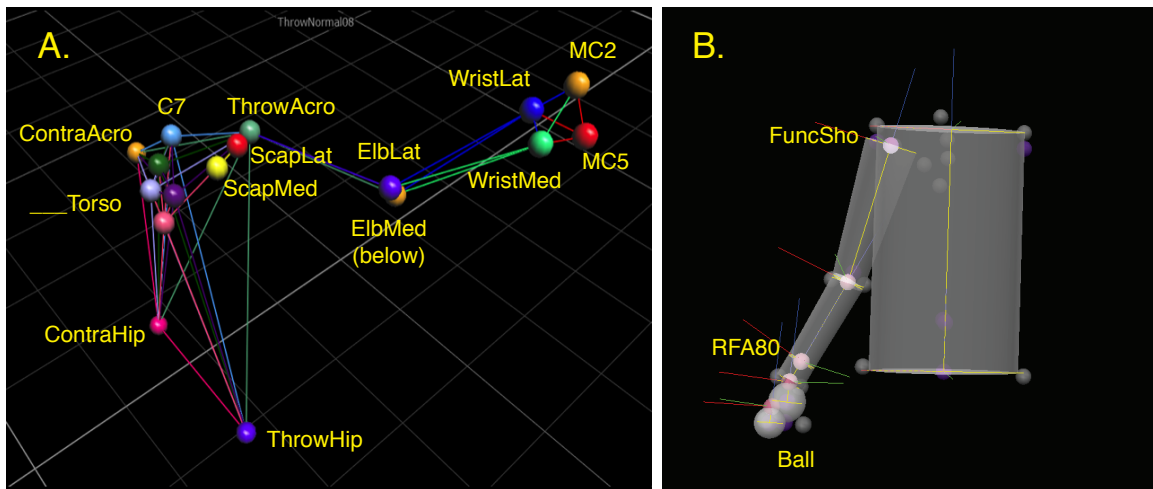 ThrowNormal08
A.
MC2
WristLat
C7
ThrowAcro
ContraAcro
ScapLat
ElbLat
MC5
WristMed
ScapMed
___Torso
ElbMed
(below)
ContraHip
ThrowHip
B.
FuncSho
RFA80
Ball